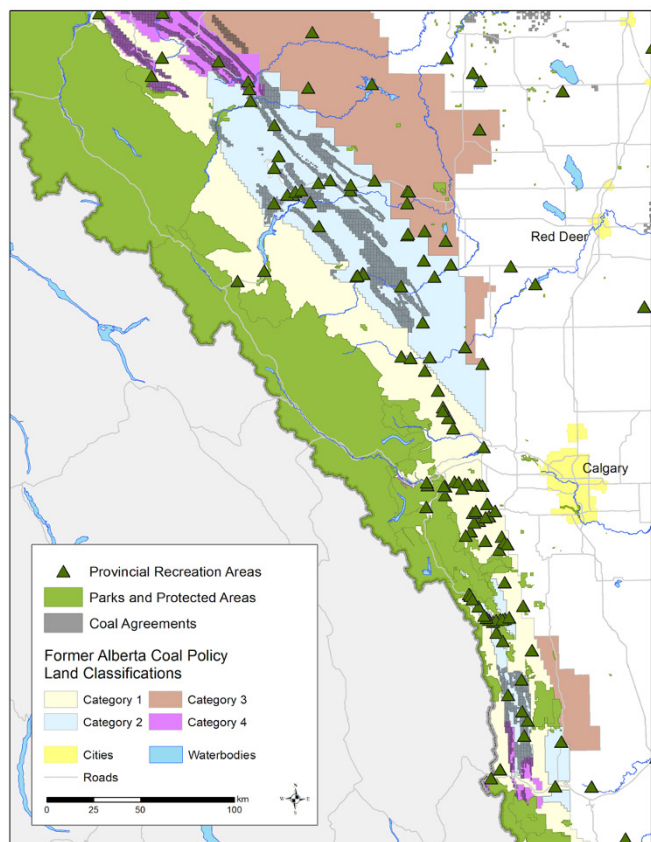 Red Deer
Calgary
Provincial Recreation Areas
Parks and Protected Areas
Coal Agreements
Former Alberta Coal Policy
Land Classifications
Category 1
Category 3
Category 2
Category 4
Cities
Waterbodies
Roads
0 25 50 100
km